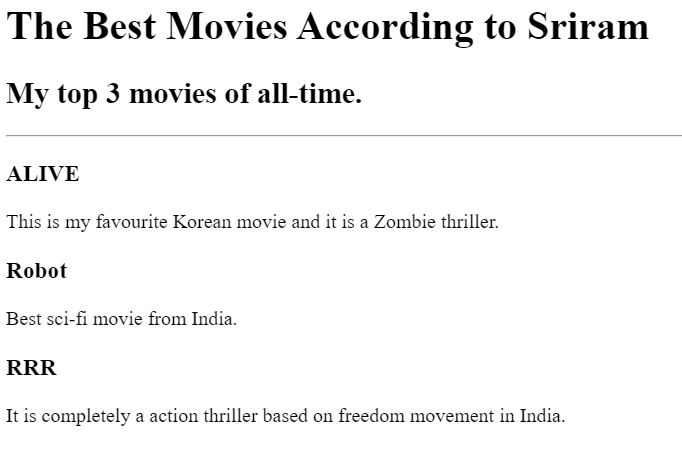 The Best Movies According to Sriram
My top 3 movies of all-time.
ALIVE
This is my favourite Korean movie and it is a Zombie thriller.
Robot
Best sci-fi movie from India.
RRR
It is completely a action thriller based on freedom movement in India.